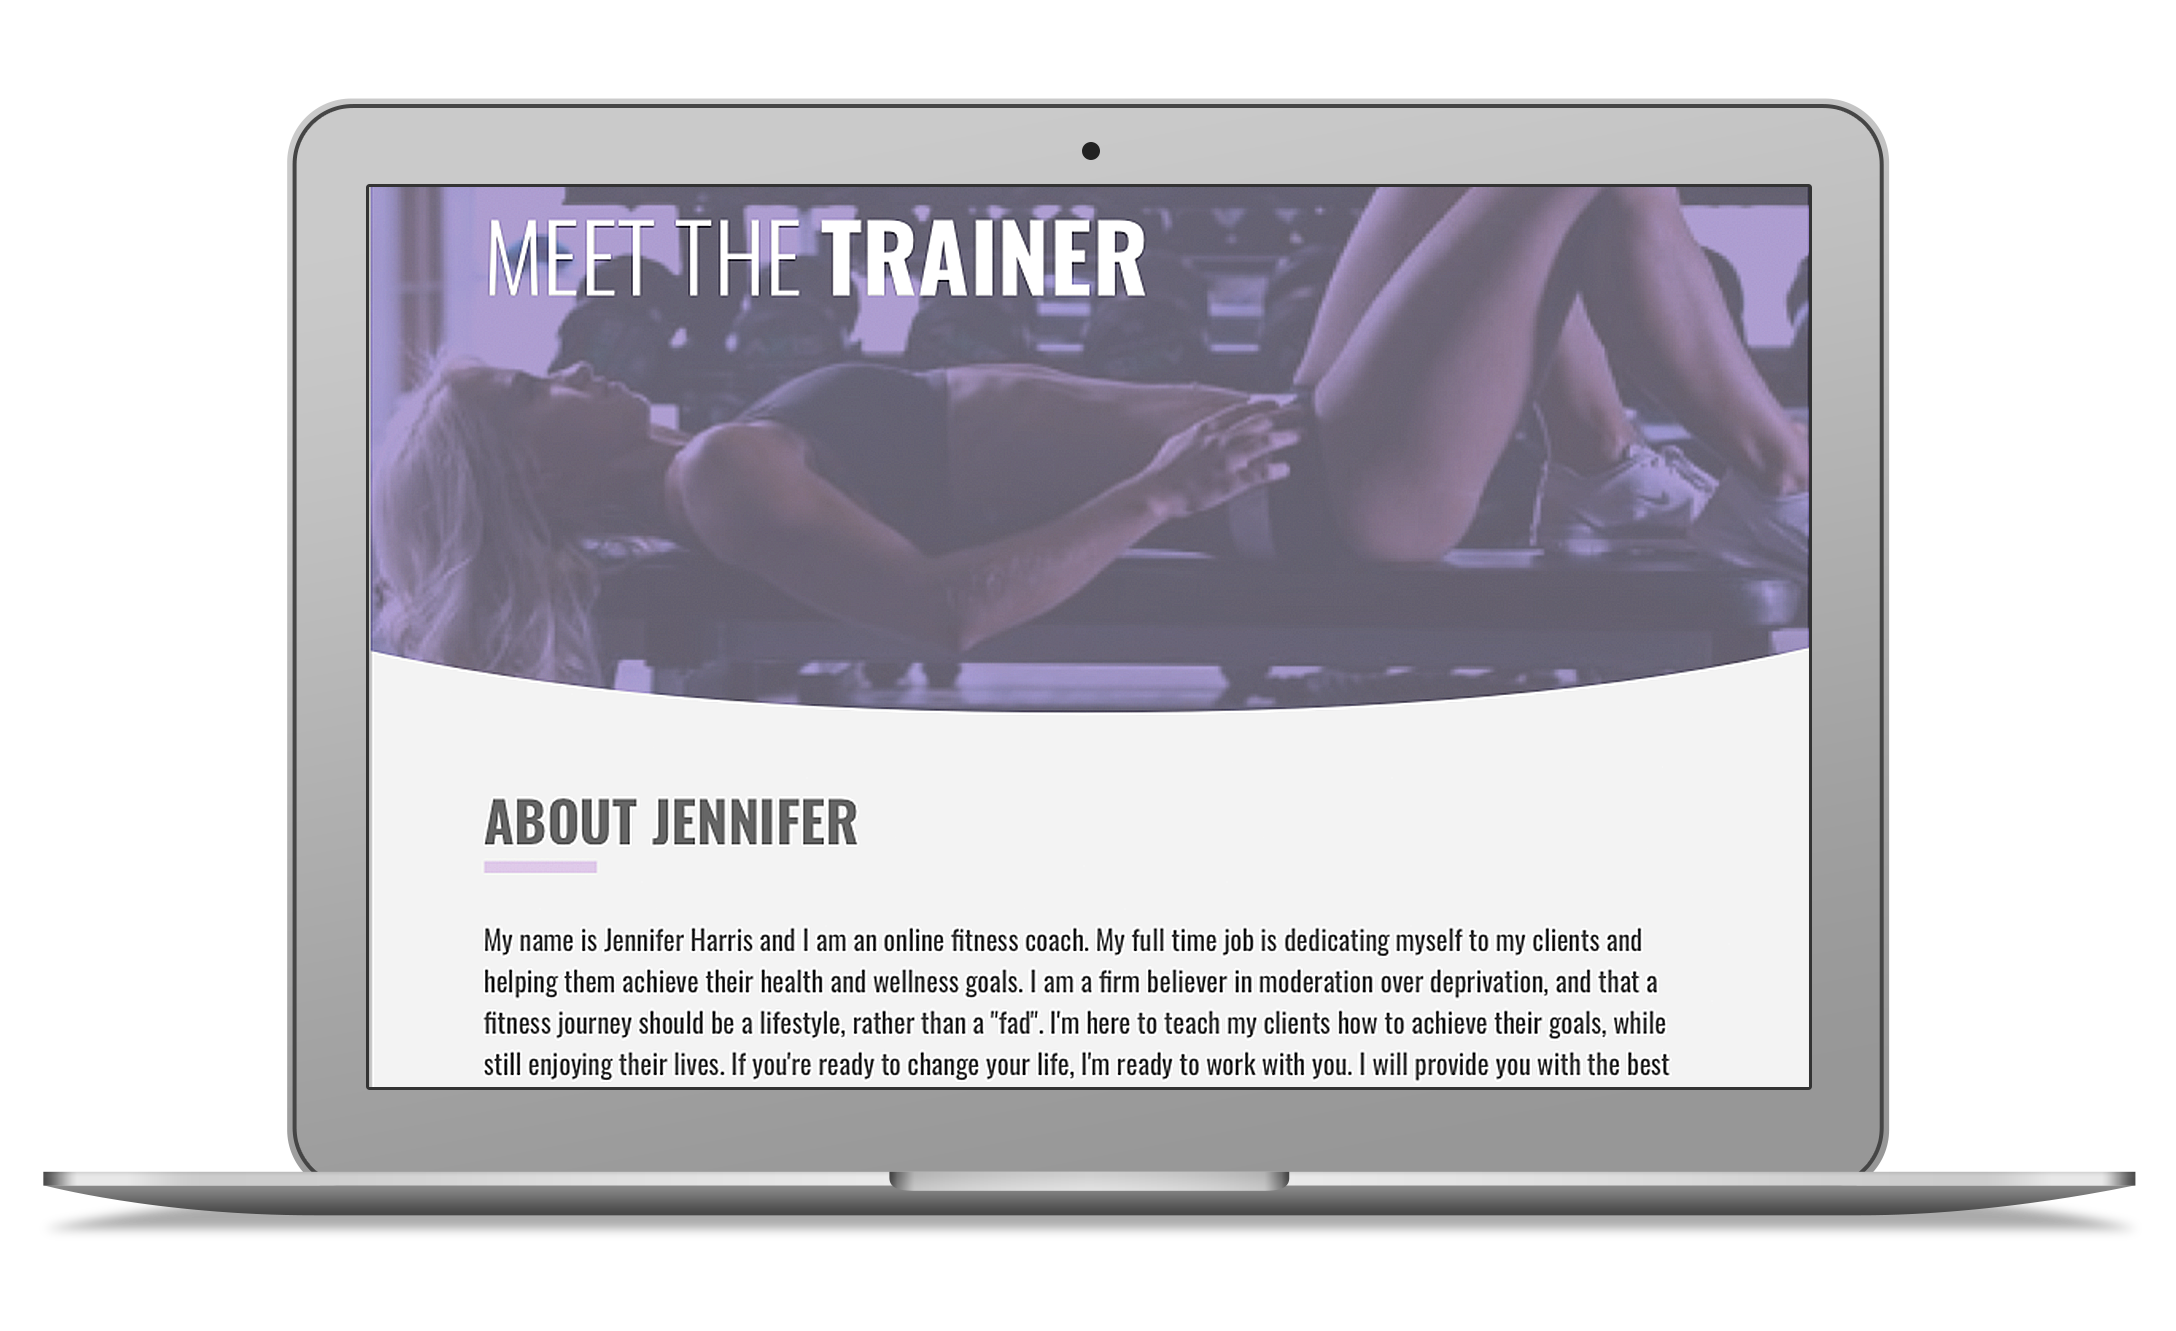 MEET THE TRAINER
ABOUT JENNIFER
My name is Jennifer Harris and I am an online fitness coach. My full time job is dedicating myself to my clients and
helping them achieve their health and wellness goals. I am a firm believer in moderation over deprivation, and that a
fitness journey should be a lifestyle, rather than a "fad". I'm here to teach my clients how to achieve their goals, while
still enjoying their lives. If you're ready to change your life, I'm ready to work with you. I will provide you with the best